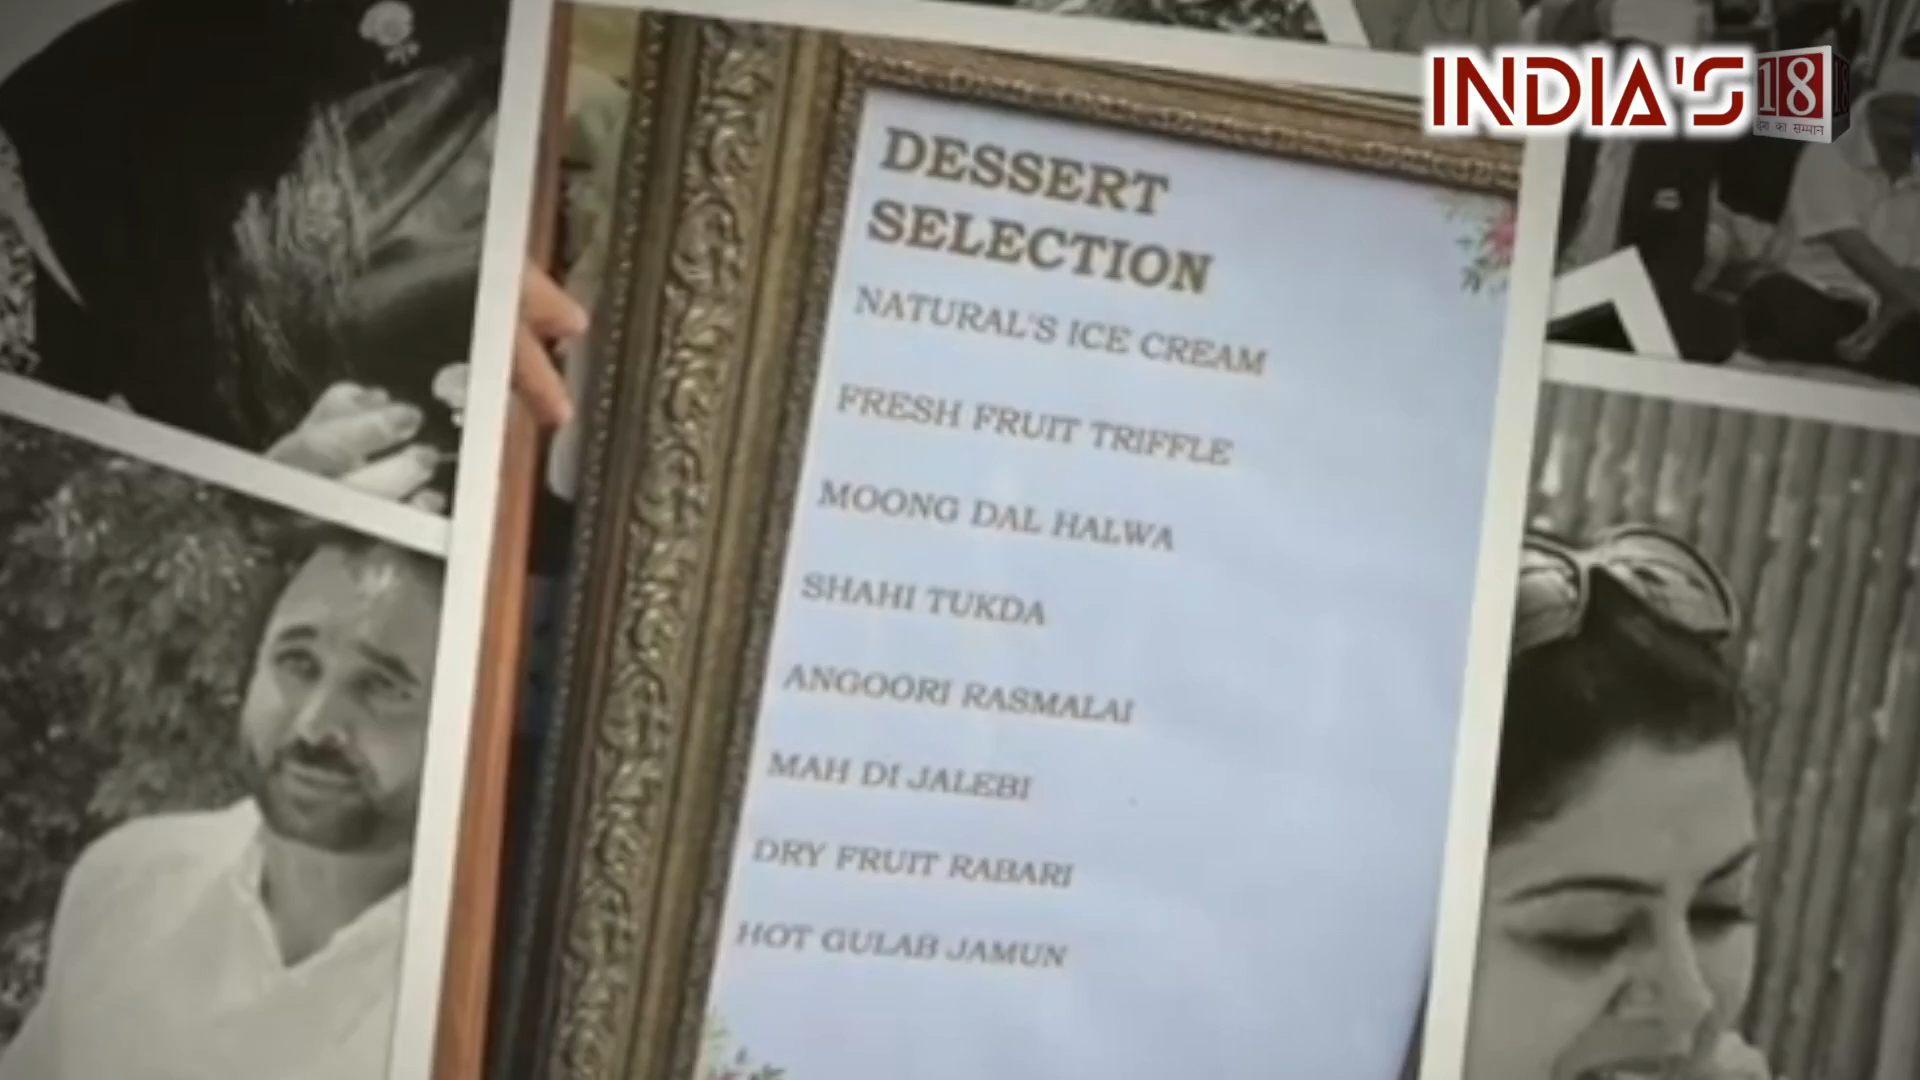 INDIA'S 18
देश का सम्मान
DESSERT
SELECTION
NATURAL'S ICE CREAM
FRESH FRUIT TRIFFLE
MOONG DAL HALWA
SHAHI TUKDA
ANGOORI RASMALAI
MAH DI JALEBI
DRY FRUIT RABARI
HOT GULAB JAMUN